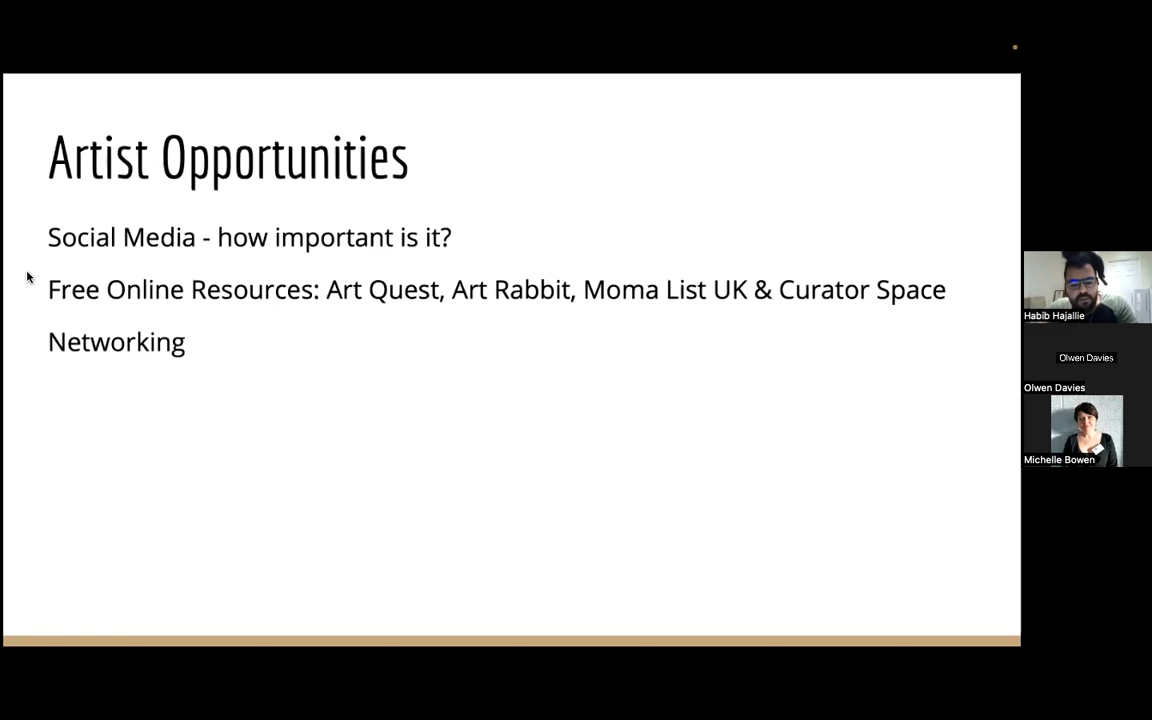 Artist Opportunities
Social Media - how important is it?
Free Online Resources: Art Quest, Art Rabbit, Moma List UK & Curator Space
Networking
Habib Hajallie
Olwen Davies
Olwen Davies
Michelle Bowen